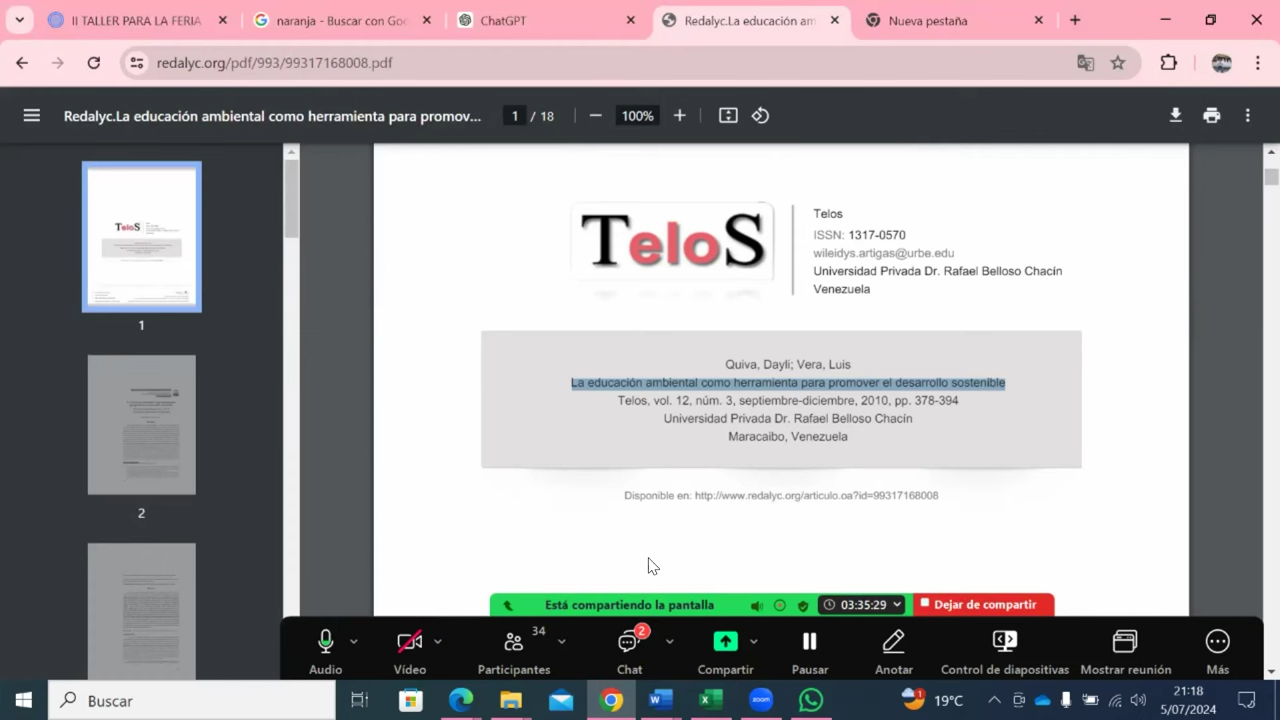 II TALLER PARA LA FERIA
naranja - Buscar con Goo
ChatGPT
Redalyc.La educación am
Nueva pestaña
redalyc.org/pdf/993/99317168008.pdf
Redalyc.La educación ambiental como herramienta para promov...
1 / 18
100%
TeloS
Telos
ISSN: 1317-0570
wileidys.artigas@urbe.edu
Universidad Privada Dr. Rafael Belloso Chacín
Venezuela
Quiva, Dayli; Vera, Luis
La educación ambiental como herramienta para promover el desarrollo sostenible
Telos, vol. 12, núm. 3, septiembre-diciembre, 2010, pp. 378-394
Universidad Privada Dr. Rafael Belloso Chacín
Maracaibo, Venezuela
Disponible en: http://www.redalyc.org/articulo.oa?id=99317168008
TeloS
1
2
Está compartiendo la pantalla
03:35:29
Dejar de compartir
34
2
Audio
Vídeo
Participantes
Chat
Compartir
Pausar
Anotar
Control de diapositivas
Mostrar reunión
Más
Buscar
zoom
1
19°C
21:18
5/07/2024